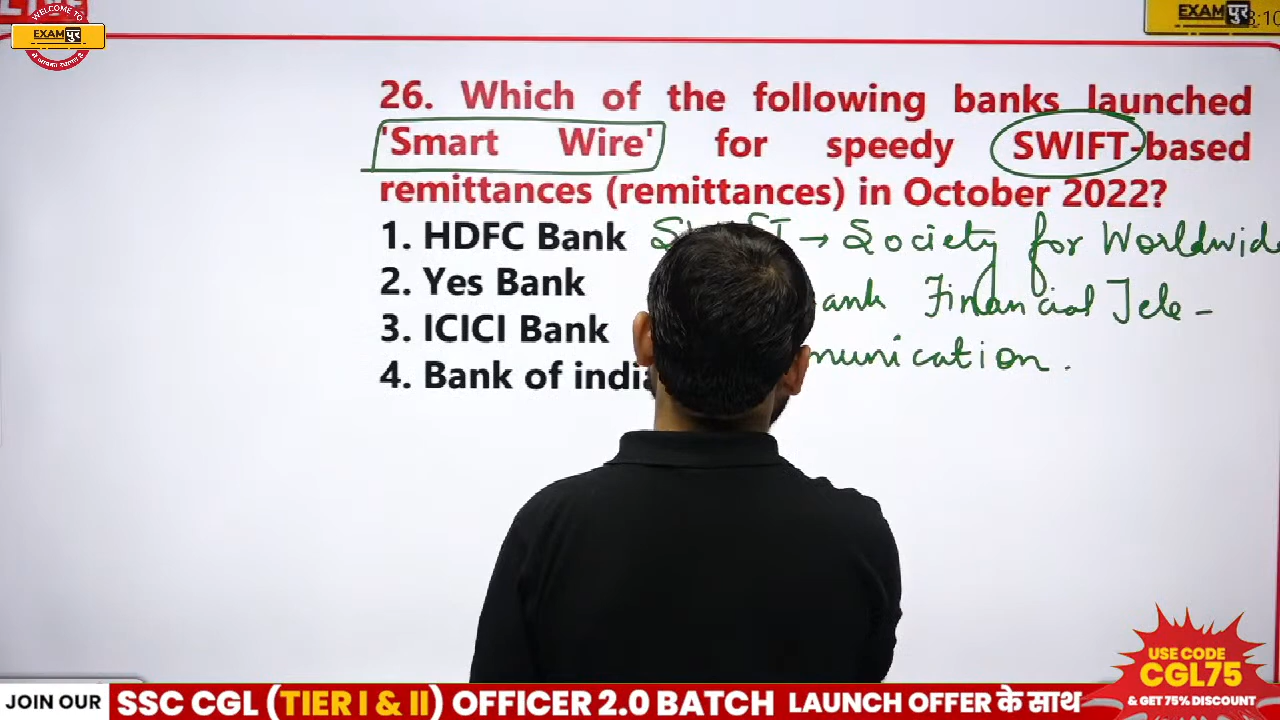 WELCOME TO
EXAMपुर
EXAMपुर
3:10
26. Which of the following banks launched
'Smart Wire' for speedy SWIFT-based
remittances (remittances) in October 2022?
1. HDFC Bank → Society for Worldwide
2. Yes Bank ank Financial Tele-
3. ICICI Bank munication.
4. Bank of india
USE CODE
CGL75
& GET 75% DISCOUNT
JOIN OUR SSC CGL (TIER I & II) OFFICER 2.0 BATCH LAUNCH OFFER के साथ